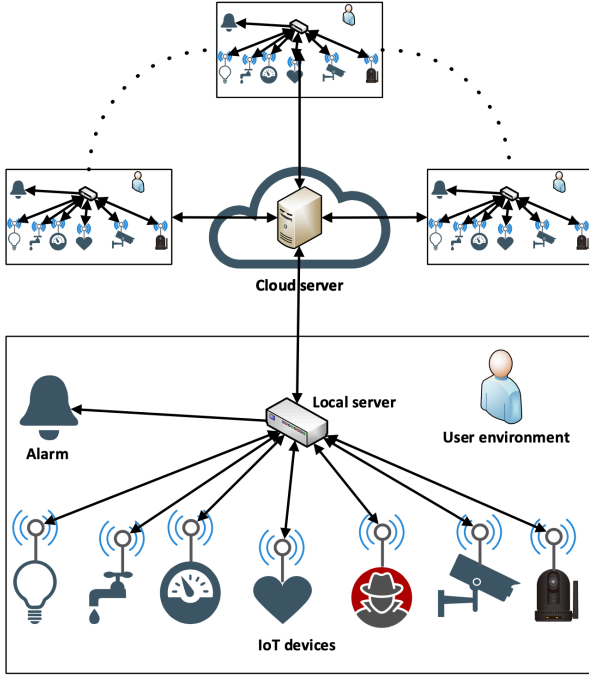 Cloud server
Local server
User environment
Alarm
IoT devices